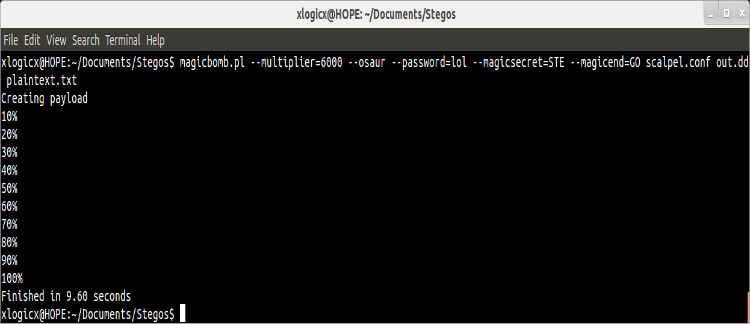 xlogicx@HOPE: ~/Documents/Stegos
File Edit View Search Terminal Help
xlogicx@HOPE:~/Documents/Stegos$ magicbomb.pl --multiplier=6000 --osaur --password=lol --magicsecret=STE --magicend=GO scalpel.conf out.dd
plaintext.txt
Creating payload
10%
20%
30%
40%
50%
60%
70%
80%
90%
100%
Finished in 9.60 seconds
xlogicx@HOPE:~/Documents/Stegos$